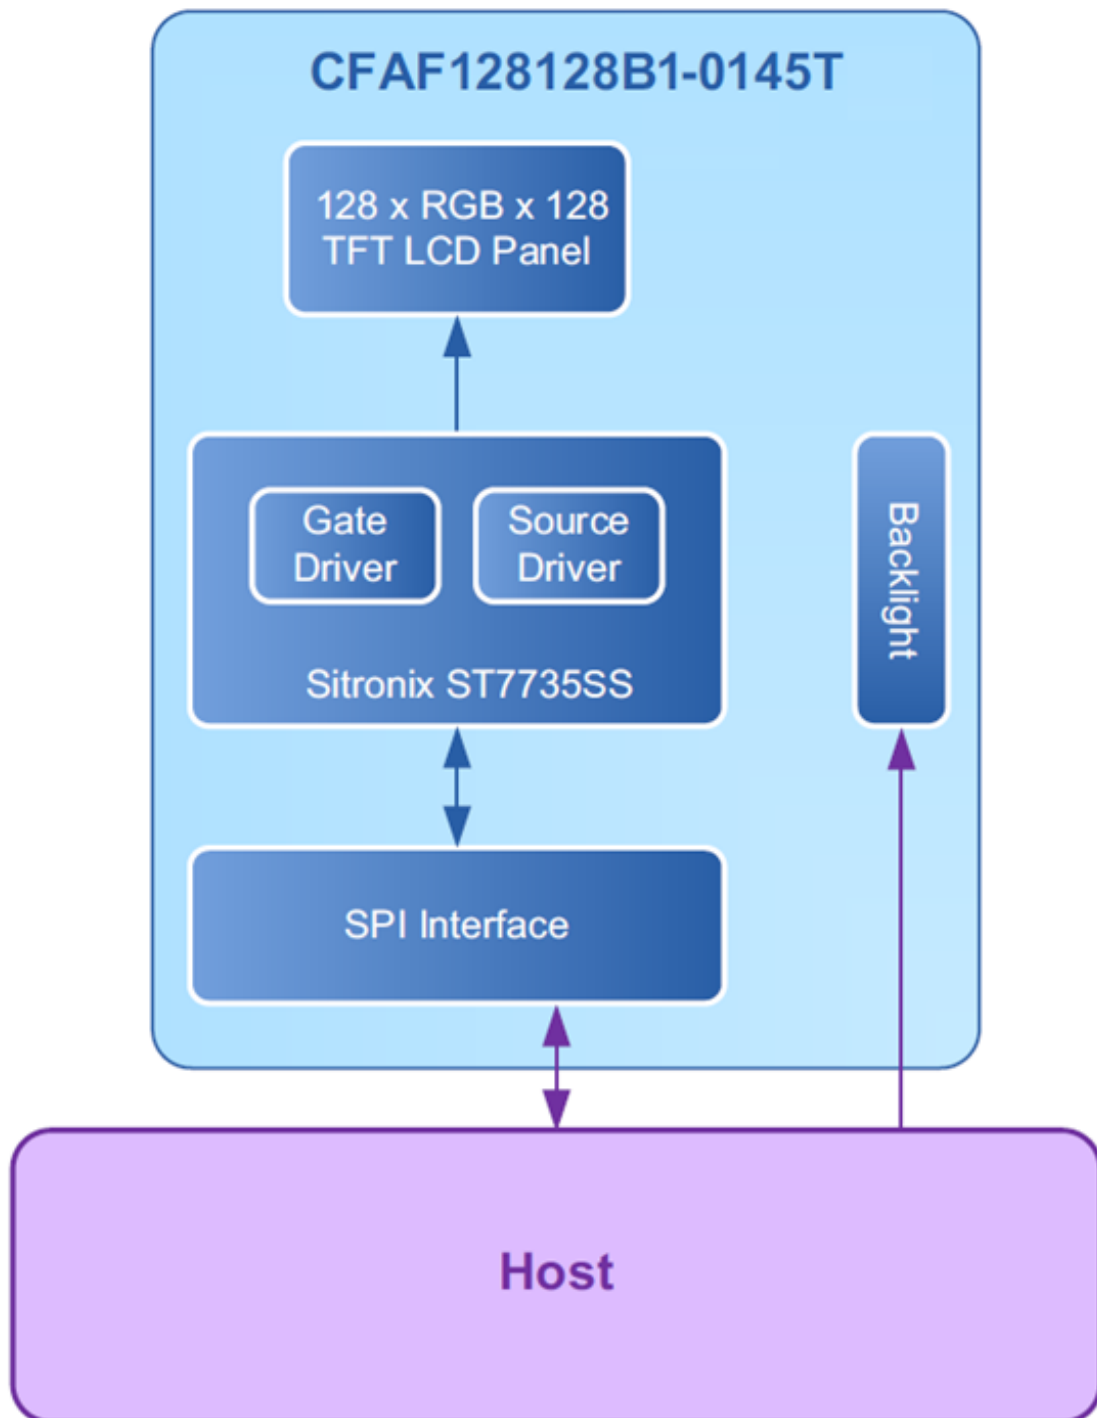 CFAF128128B1-0145T
128 x RGB x 128
TFT LCD Panel
Gate
Driver
Source
Driver
Sitronix ST7735SS
Backlight
SPI Interface
Host